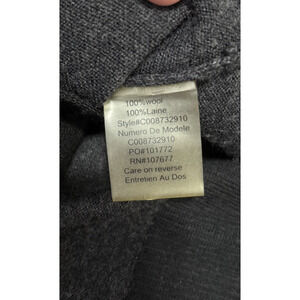 100%wool
100%Laine
Style#C008732910
Numero De Modele
C008732910
PO#101772
RN#107677
Care on reverse
Entretien Au Dos